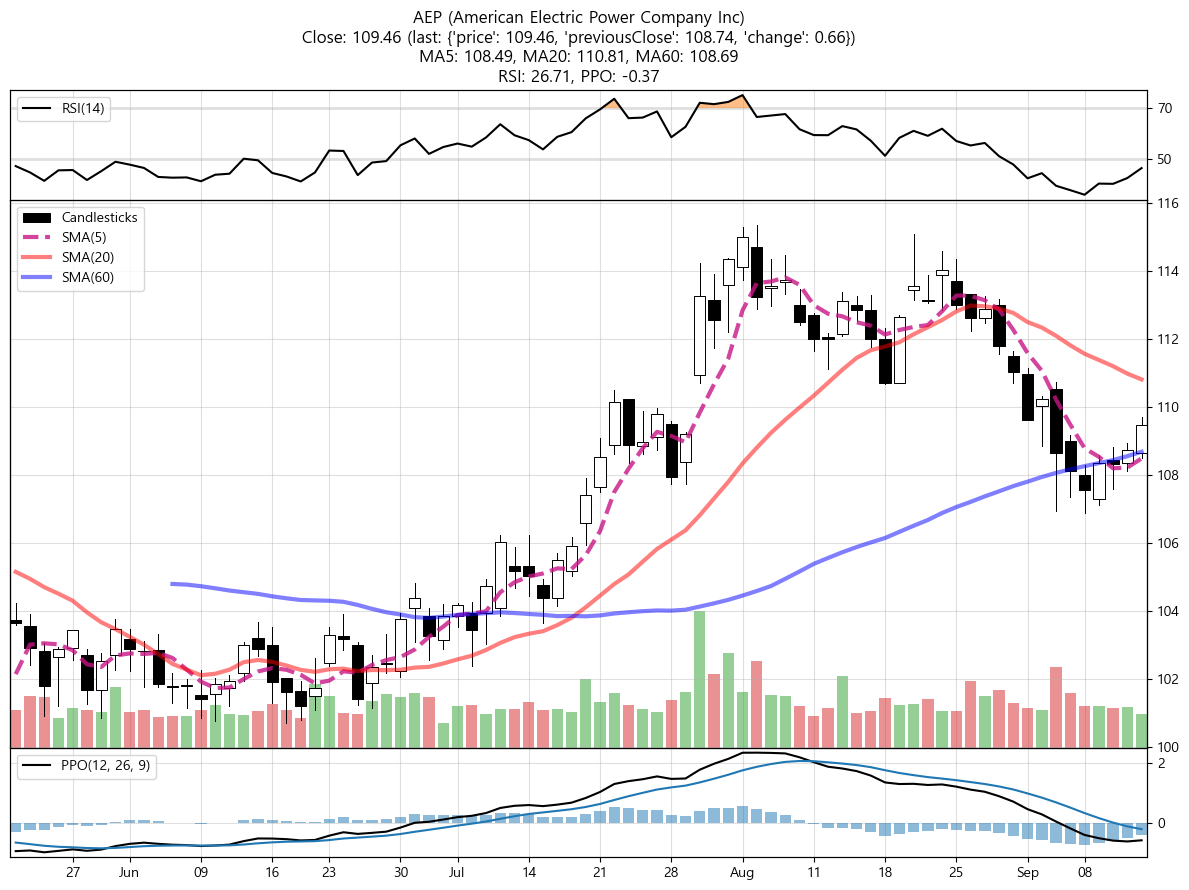 AEP (American Electric Power Company Inc)
Close: 109.46 (last: {'price': 109.46, 'previousClose': 108.74, 'change': 0.66})
MA5: 108.49, MA20: 110.81, MA60: 108.69
RSI: 26.71, PPO: -0.37
RSI(14)
70
50
Candlesticks
SMA(5)
SMA(20)
SMA(60)
116
114
112
110
108
106
104
102
100
PPO(12, 26, 9)
2
0
27 Jun 09 16 23 30 Jul 14 21 28 Aug 11 18 25 Sep 08